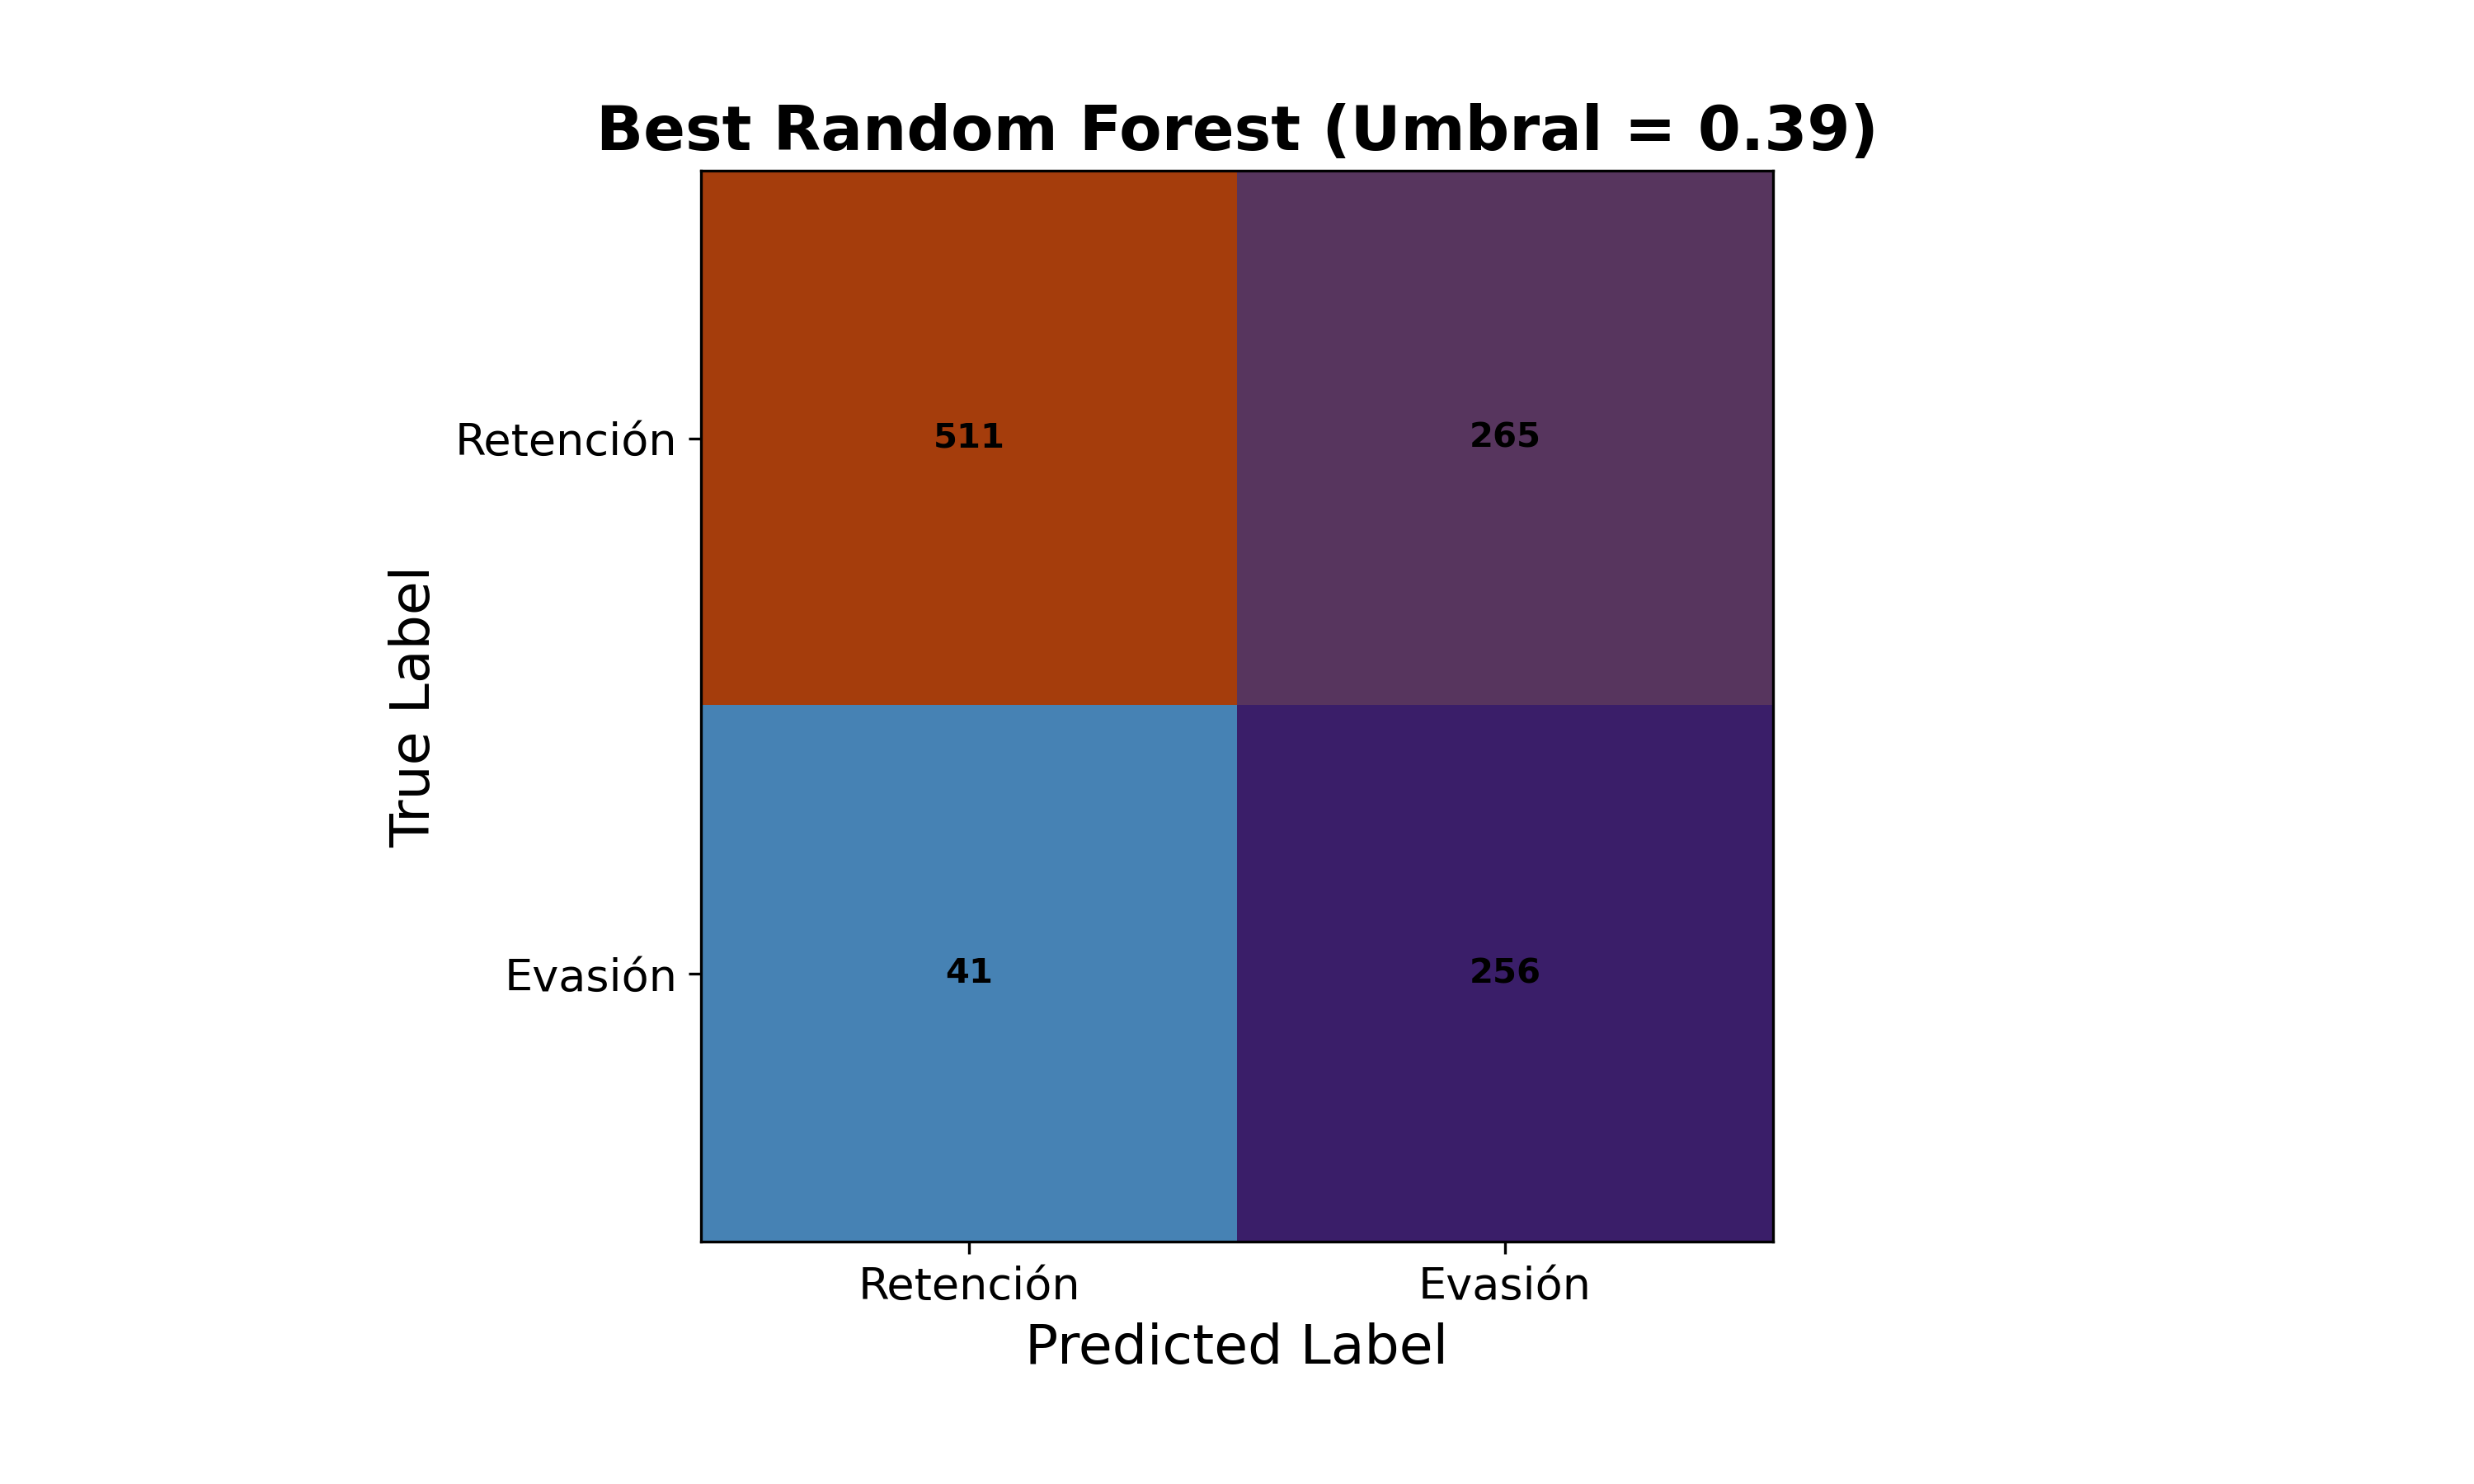 Best Random Forest (Umbral = 0.39)
True Label
Retención
511
265
Evasión
41
256
Retención
Evasión
Predicted Label